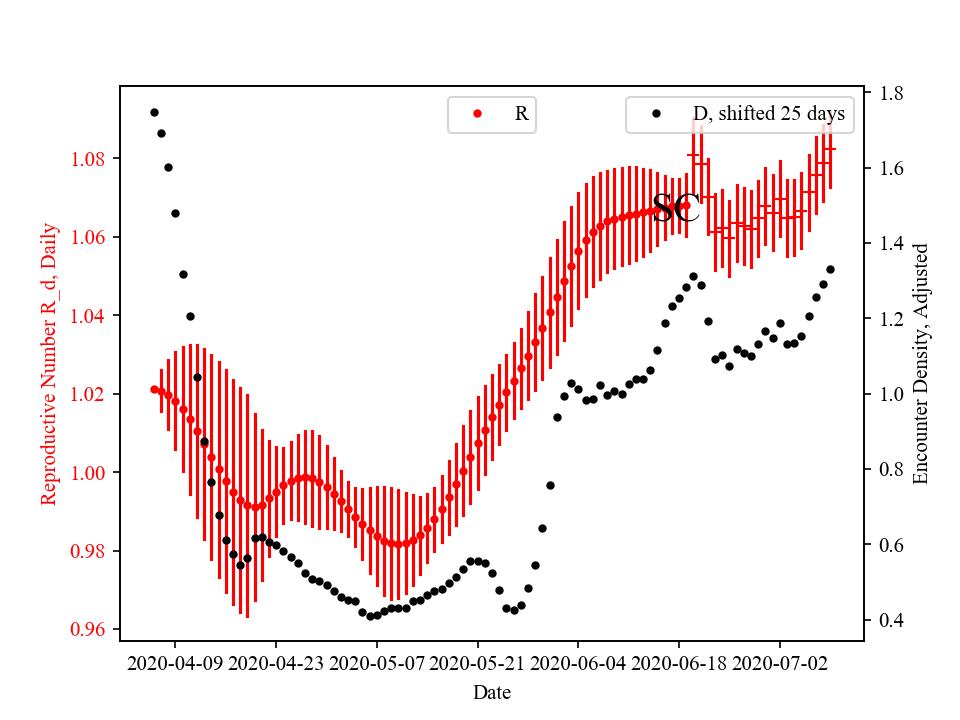 R
D, shifted 25 days
SC
Reproductive Number R_d, Daily
1.08
1.06
1.04
1.02
1.00
0.98
0.96
1.8
1.6
1.4
1.2
1.0
0.8
0.6
0.4
Encounter Density, Adjusted
2020-04-09 2020-04-23 2020-05-07 2020-05-21 2020-06-04 2020-06-18 2020-07-02
Date